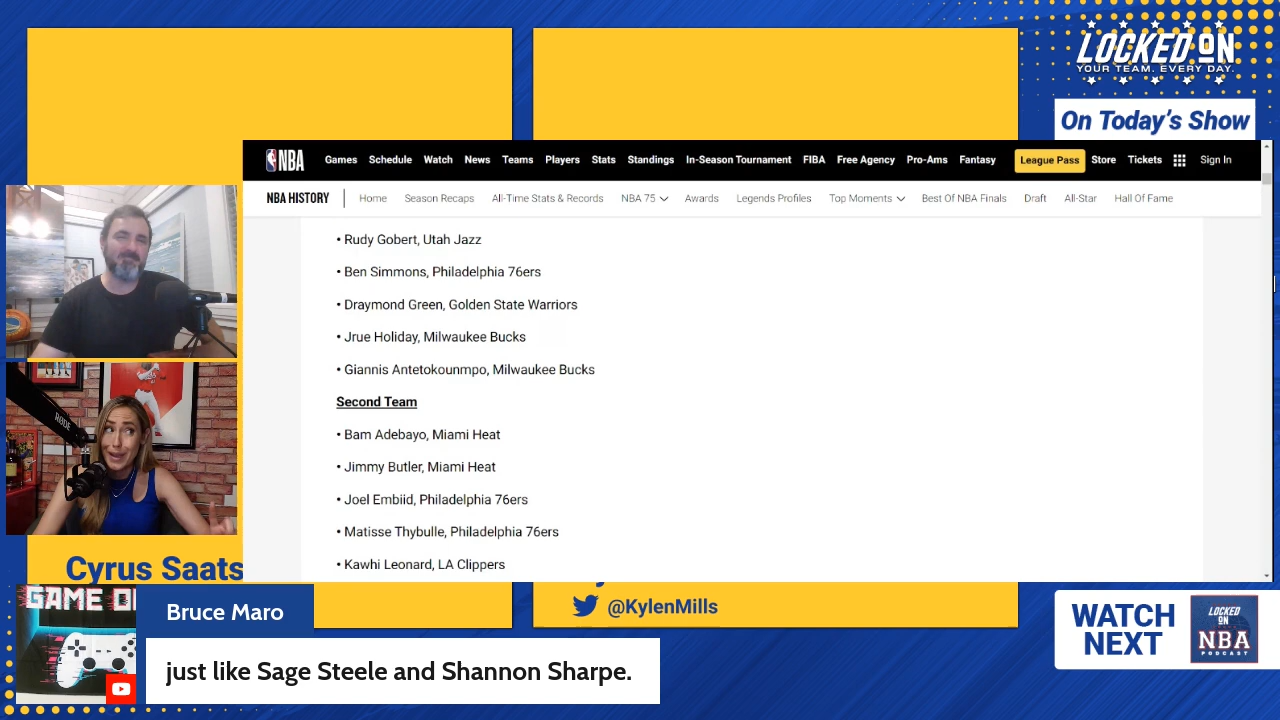 LOCKED ON
YOUR TEAM. EVERY DAY.
On Today's Show
NBA
Games Schedule Watch News Teams Players Stats Standings In-Season Tournament FIBA Free Agency Pro-Ams Fantasy League Pass Store Tickets Sign In
NBA HISTORY Home Season Recaps All-Time Stats & Records NBA 75 Awards Legends Profiles Top Moments Best Of NBA Finals Draft All-Star Hall Of Fame
• Rudy Gobert, Utah Jazz
• Ben Simmons, Philadelphia 76ers
• Draymond Green, Golden State Warriors
• Jrue Holiday, Milwaukee Bucks
• Giannis Antetokounmpo, Milwaukee Bucks
Second Team
• Bam Adebayo, Miami Heat
• Jimmy Butler, Miami Heat
• Joel Embiid, Philadelphia 76ers
• Matisse Thybulle, Philadelphia 76ers
• Kawhi Leonard, LA Clippers
RØDE
Cyrus Saats
@KylenMills
GAME O
Bruce Maro
just like Sage Steele and Shannon Sharpe.
WATCH
NEXT
LOCKED
ON
NBA
PODCAST